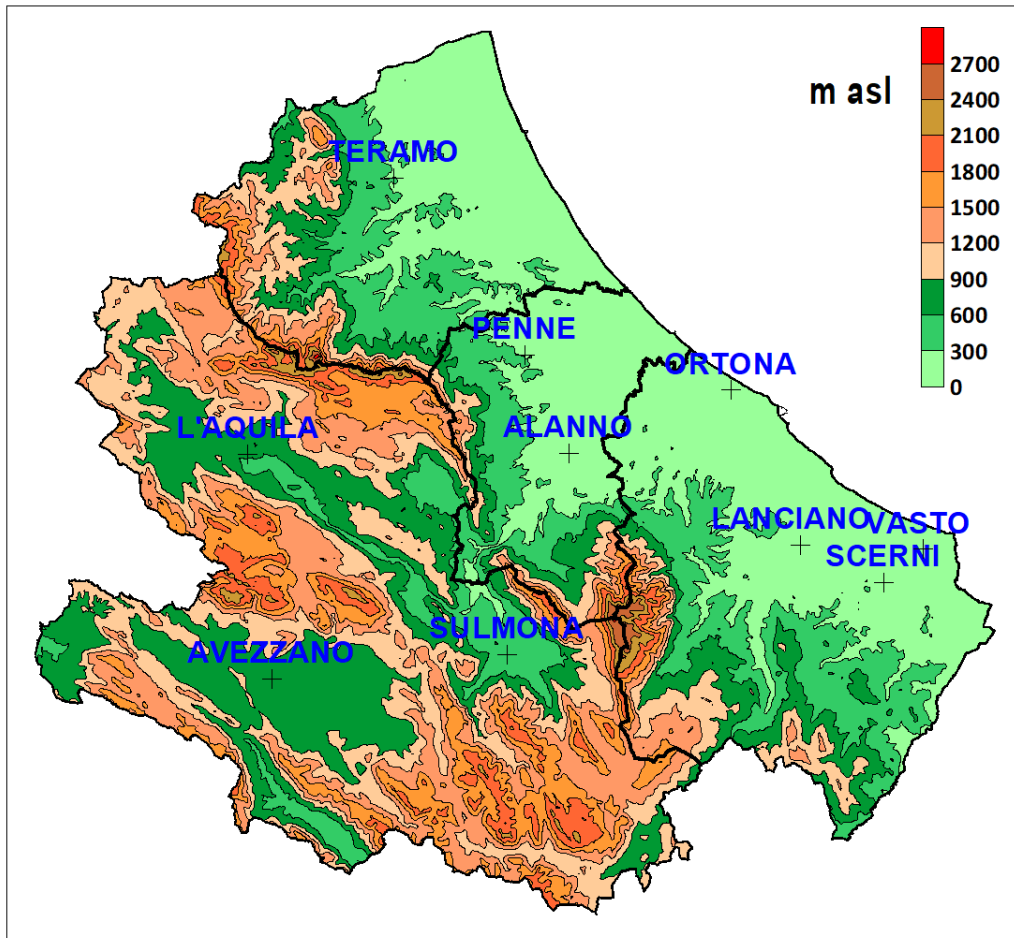 m asl
2700
2400
2100
1800
1500
1200
900
600
300
0
TERAMO
PENNE
ORTONA
L'AQUILA
ALANNO
LANCIANO
VASTO
SCERNI
SULMONA
AVEZZANO